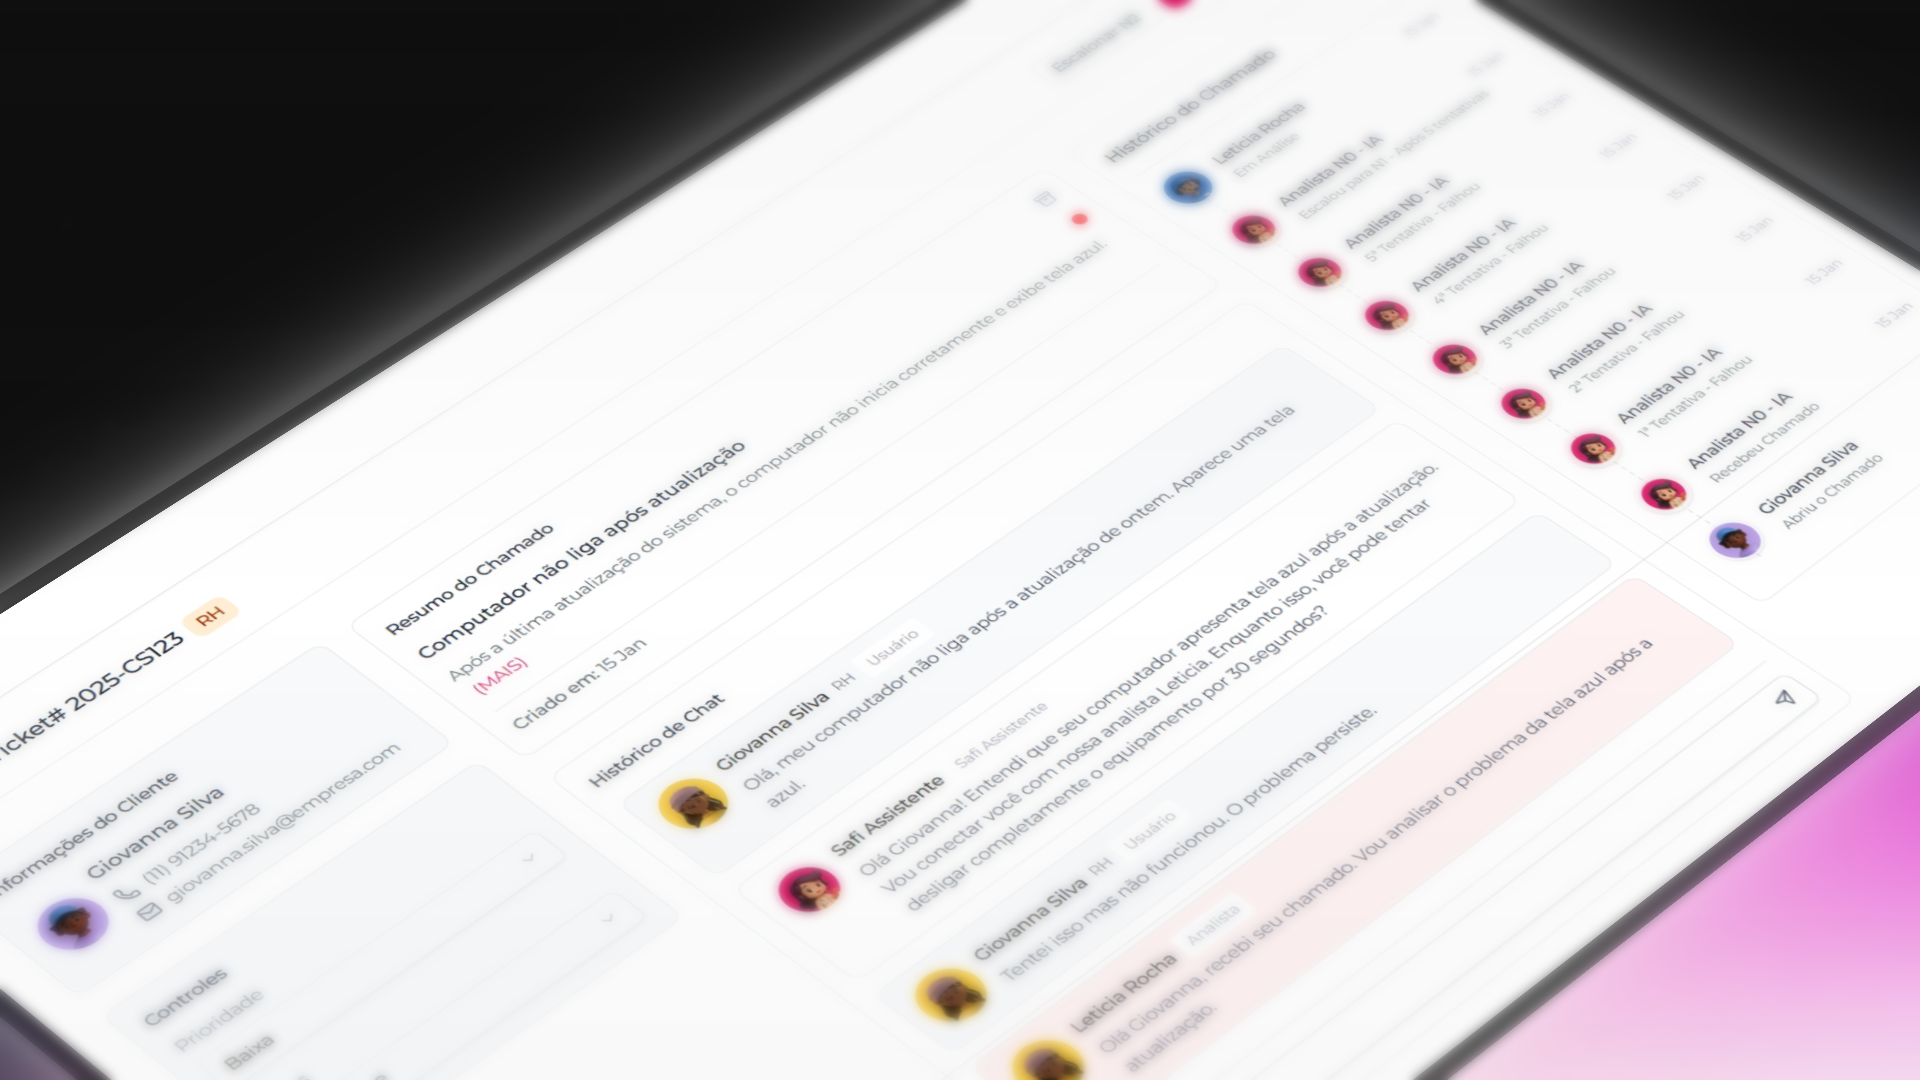 Ticket# 2025-CS123
RH
Informações do Cliente
Giovanna Silva
(11) 91234-5678
giovanna.silva@empresa.com
Controles
Prioridade
Baixa
Resumo do Chamado
Computador não liga após atualização
Após a última atualização do sistema, o computador não inicia corretamente e exibe tela azul.
(MAIS)
Criado em: 15 Jan
Histórico de Chat
Giovanna Silva RH Usuário
Olá, meu computador não liga após a atualização de ontem. Aparece uma tela
azul.
Safi Assistente Safi Assistente
Olá Giovanna! Entendi que seu computador apresenta tela azul após a atualização.
Vou conectar você com nossa analista Leticia. Enquanto isso, você pode tentar
desligar completamente o equipamento por 30 segundos?
Giovanna Silva RH Usuário
Tentei isso mas não funcionou. O problema persiste.
Leticia Rocha Analista
Olá Giovanna, recebi seu chamado. Vou analisar o problema da tela azul após a
atualização.
Escalonar N2
Histórico do Chamado
Leticia Rocha
Em Análise
15 Jan
Analista N0 - IA
Escalou para N1 - Após 5 tentativas
15 Jan
Analista N0 - IA
5ª Tentativa - Falhou
15 Jan
Analista N0 - IA
4ª Tentativa - Falhou
15 Jan
Analista N0 - IA
3ª Tentativa - Falhou
15 Jan
Analista N0 - IA
2ª Tentativa - Falhou
15 Jan
Analista N0 - IA
1ª Tentativa - Falhou
15 Jan
Analista N0 - IA
Recebeu Chamado
15 Jan
Giovanna Silva
Abriu o Chamado